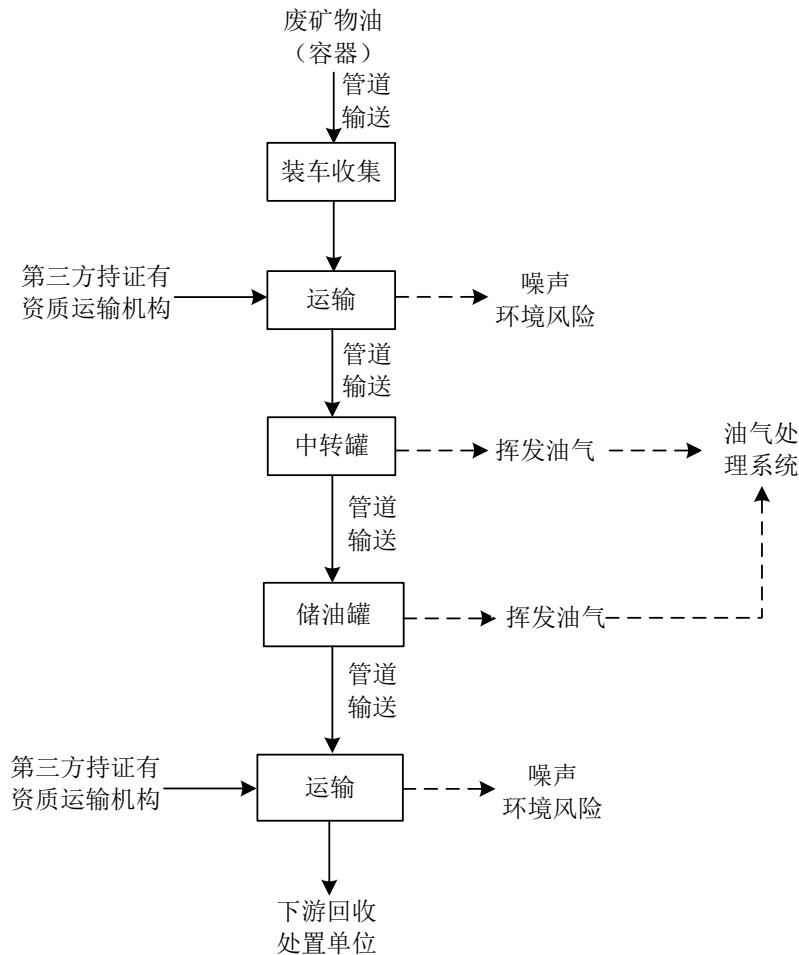 废矿物油
（容器）
管道
输送
装车收集
第三方持证有
资质运输机构
运输
噪声
环境风险
管道
输送
中转罐
挥发油气
油气处
理系统
管道
输送
储油罐
挥发油气
管道
输送
第三方持证有
资质运输机构
运输
噪声
环境风险
下游回收
处置单位